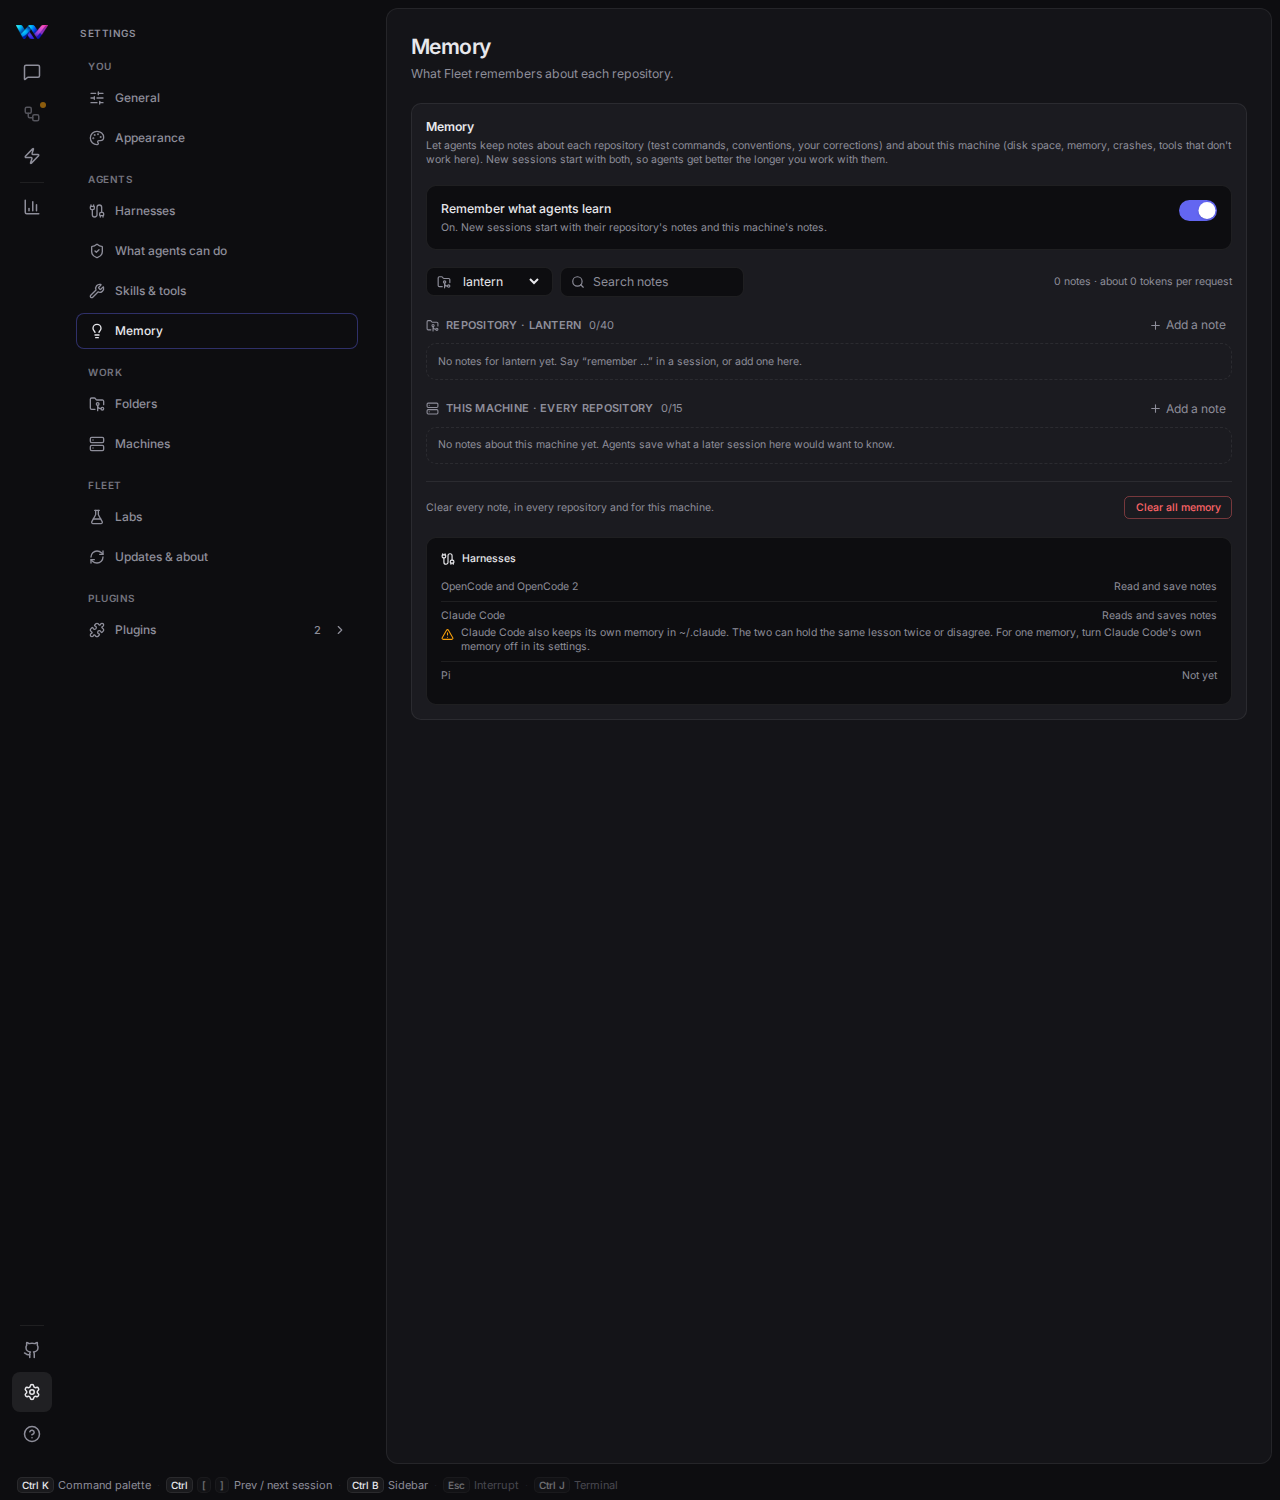 SETTINGS
YOU
General
Appearance
AGENTS
Harnesses
What agents can do
Skills & tools
Memory
WORK
Folders
Machines
FLEET
Labs
Updates & about
PLUGINS
Plugins 2
Memory
What Fleet remembers about each repository.
Memory
Let agents keep notes about each repository (test commands, conventions, your corrections) and about this machine (disk space, memory, crashes, tools that don't
work here). New sessions start with both, so agents get better the longer you work with them.
Remember what agents learn
On. New sessions start with their repository's notes and this machine's notes.
lantern
Search notes
0 notes · about 0 tokens per request
REPOSITORY · LANTERN 0/40
Add a note
No notes for lantern yet. Say “remember …” in a session, or add one here.
THIS MACHINE · EVERY REPOSITORY 0/15
Add a note
No notes about this machine yet. Agents save what a later session here would want to know.
Clear every note, in every repository and for this machine.
Clear all memory
Harnesses
OpenCode and OpenCode 2
Read and save notes
Claude Code
Reads and saves notes
Claude Code also keeps its own memory in ~/.claude. The two can hold the same lesson twice or disagree. For one memory, turn Claude Code's own
memory off in its settings.
Pi
Not yet
Ctrl K Command palette Ctrl [ ] Prev / next session Ctrl B Sidebar Esc Interrupt Ctrl J Terminal